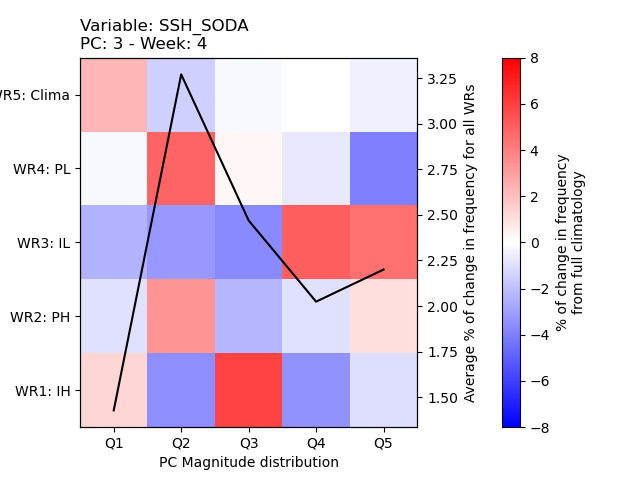 Variable: SSH_SODA
PC: 3 - Week: 4
WR5: Clima
WR4: PL
WR3: IL
WR2: PH
WR1: IH
Q1 Q2 Q3 Q4 Q5
PC Magnitude distribution
3.25
3.00
2.75
2.50
2.25
2.00
1.75
1.50
Average % of change in frequency for all WRs
8
6
4
2
0
−2
−4
−6
−8
% of change in frequency
from full climatology